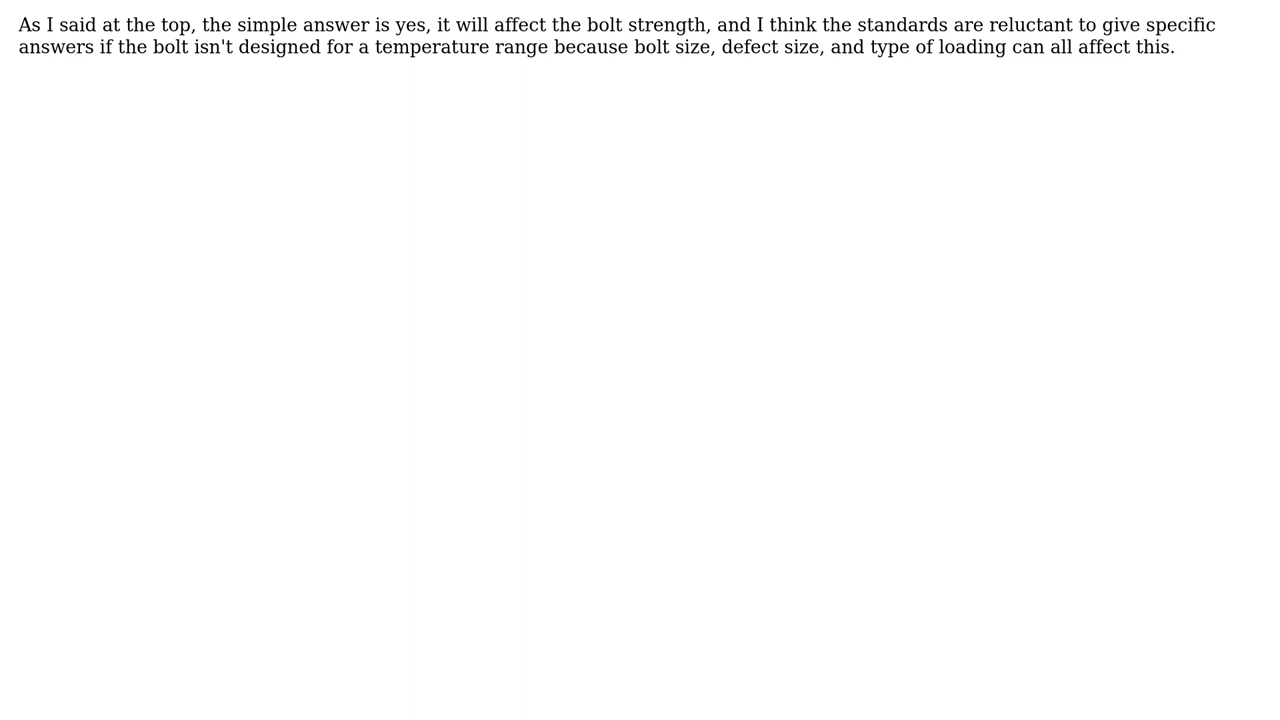 As I said at the top, the simple answer is yes, it will affect the bolt strength, and I think the standards are reluctant to give specific
answers if the bolt isn't designed for a temperature range because bolt size, defect size, and type of loading can all affect this.